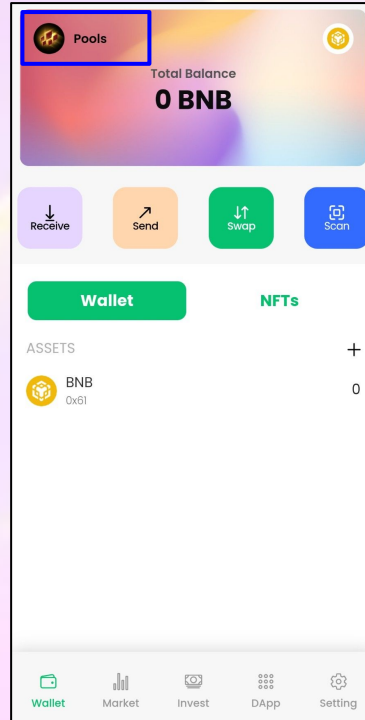 Pools
Total Balance
0 BNB
Receive
Send
Swap
Scan
Wallet
NFTs
ASSETS
+
BNB
0
0x61
Wallet
Market
Invest
DApp
Setting